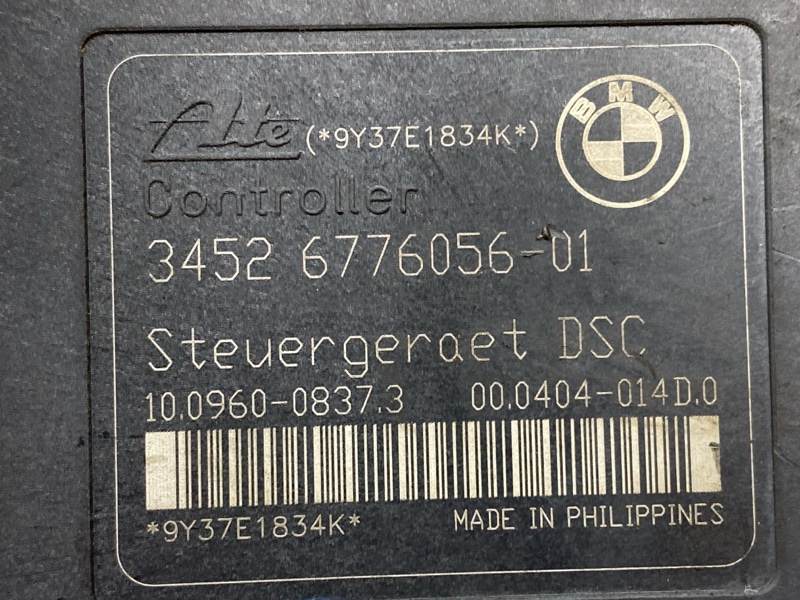 Ate (*9Y37E1834K*)
BMW
Controller
3452 6776056-01
Steuergeraet DSC
10.0960-0837.3 00.0404-014D.0
*9Y37E1834K* MADE IN PHILIPPINES